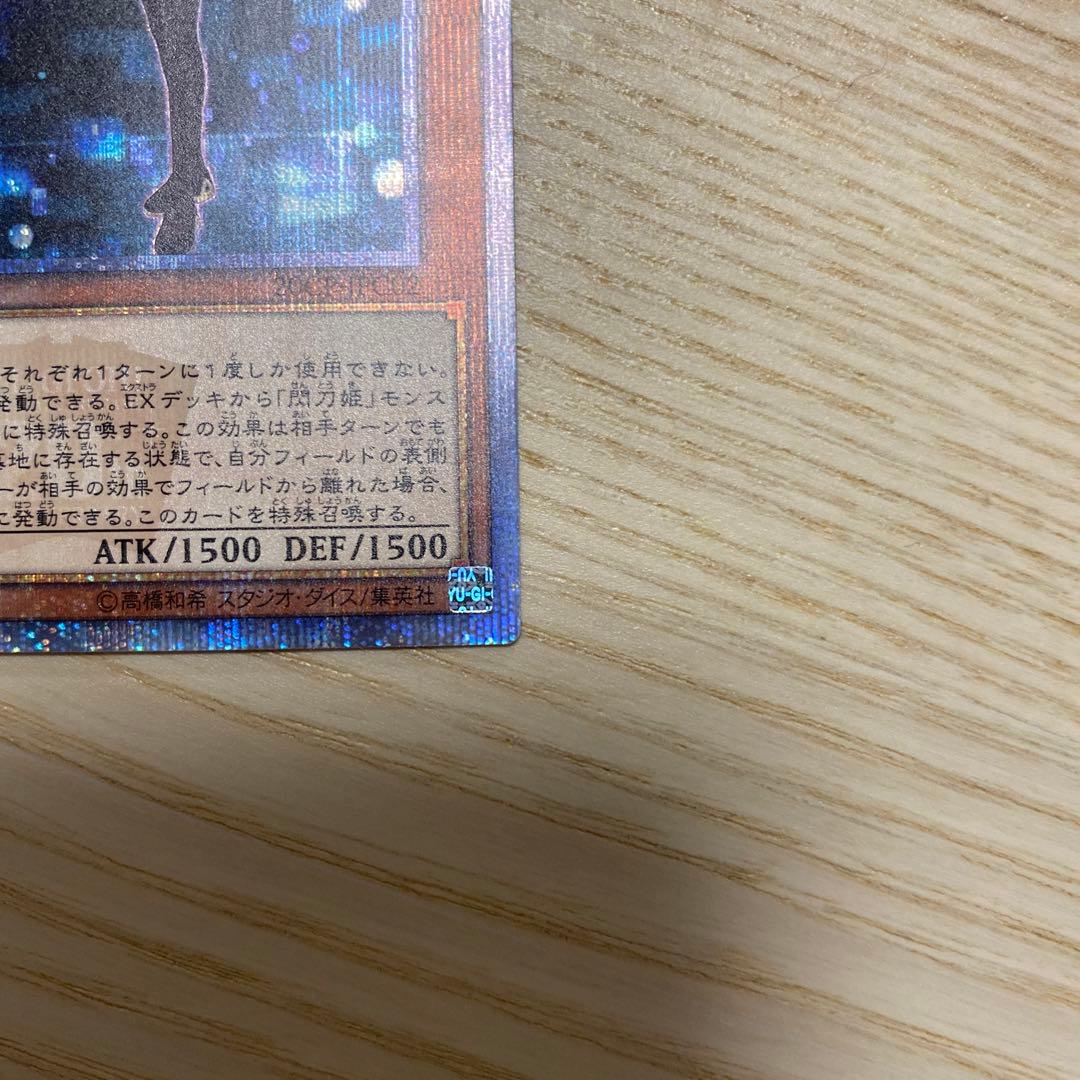 20CP-JPC02
それぞれ1ターンに1度しか使用できない。
発動できる。EXデッキから「閃刀姫」モンス
に特殊召喚する。この効果は相手ターンでも
墓地に存在する状態で、自分フィールドの表側
ーが相手の効果でフィールドから離れた場合、
に発動できる。このカードを特殊召喚する。
ATK/1500 DEF/1500
©高橋和希 スタジオ・ダイス/集英社
YU-GI-